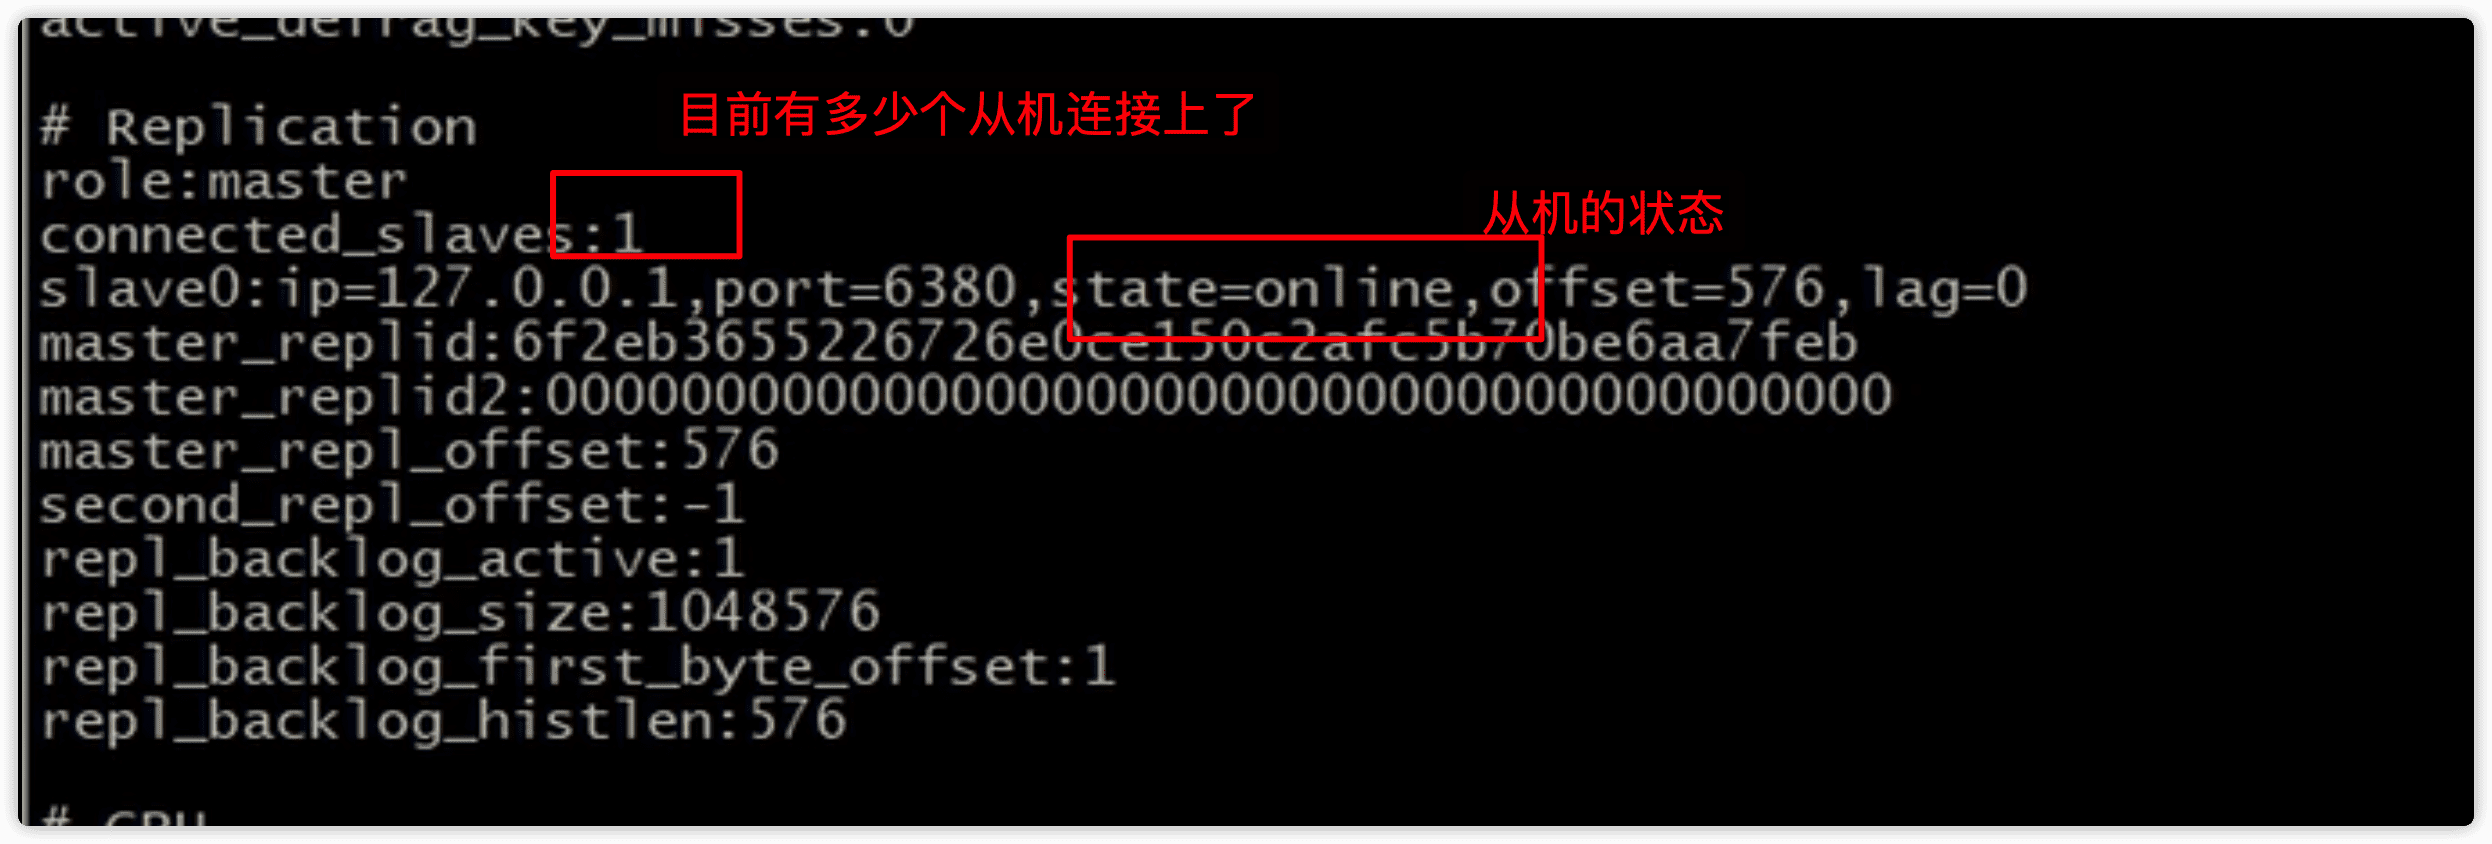 active_defrag_key_misses:0
# Replication
目前有多少个从机连接上了
role:master
connected_slaves:1
从机的状态
slave0:ip=127.0.0.1,port=6380,state=online,offset=576,lag=0
master_replid:6f2eb3655226726e0ce150c2afc5b70be6aa7feb
master_replid2:0000000000000000000000000000000000000000
master_repl_offset:576
second_repl_offset:-1
repl_backlog_active:1
repl_backlog_size:1048576
repl_backlog_first_byte_offset:1
repl_backlog_histlen:576
# CPU